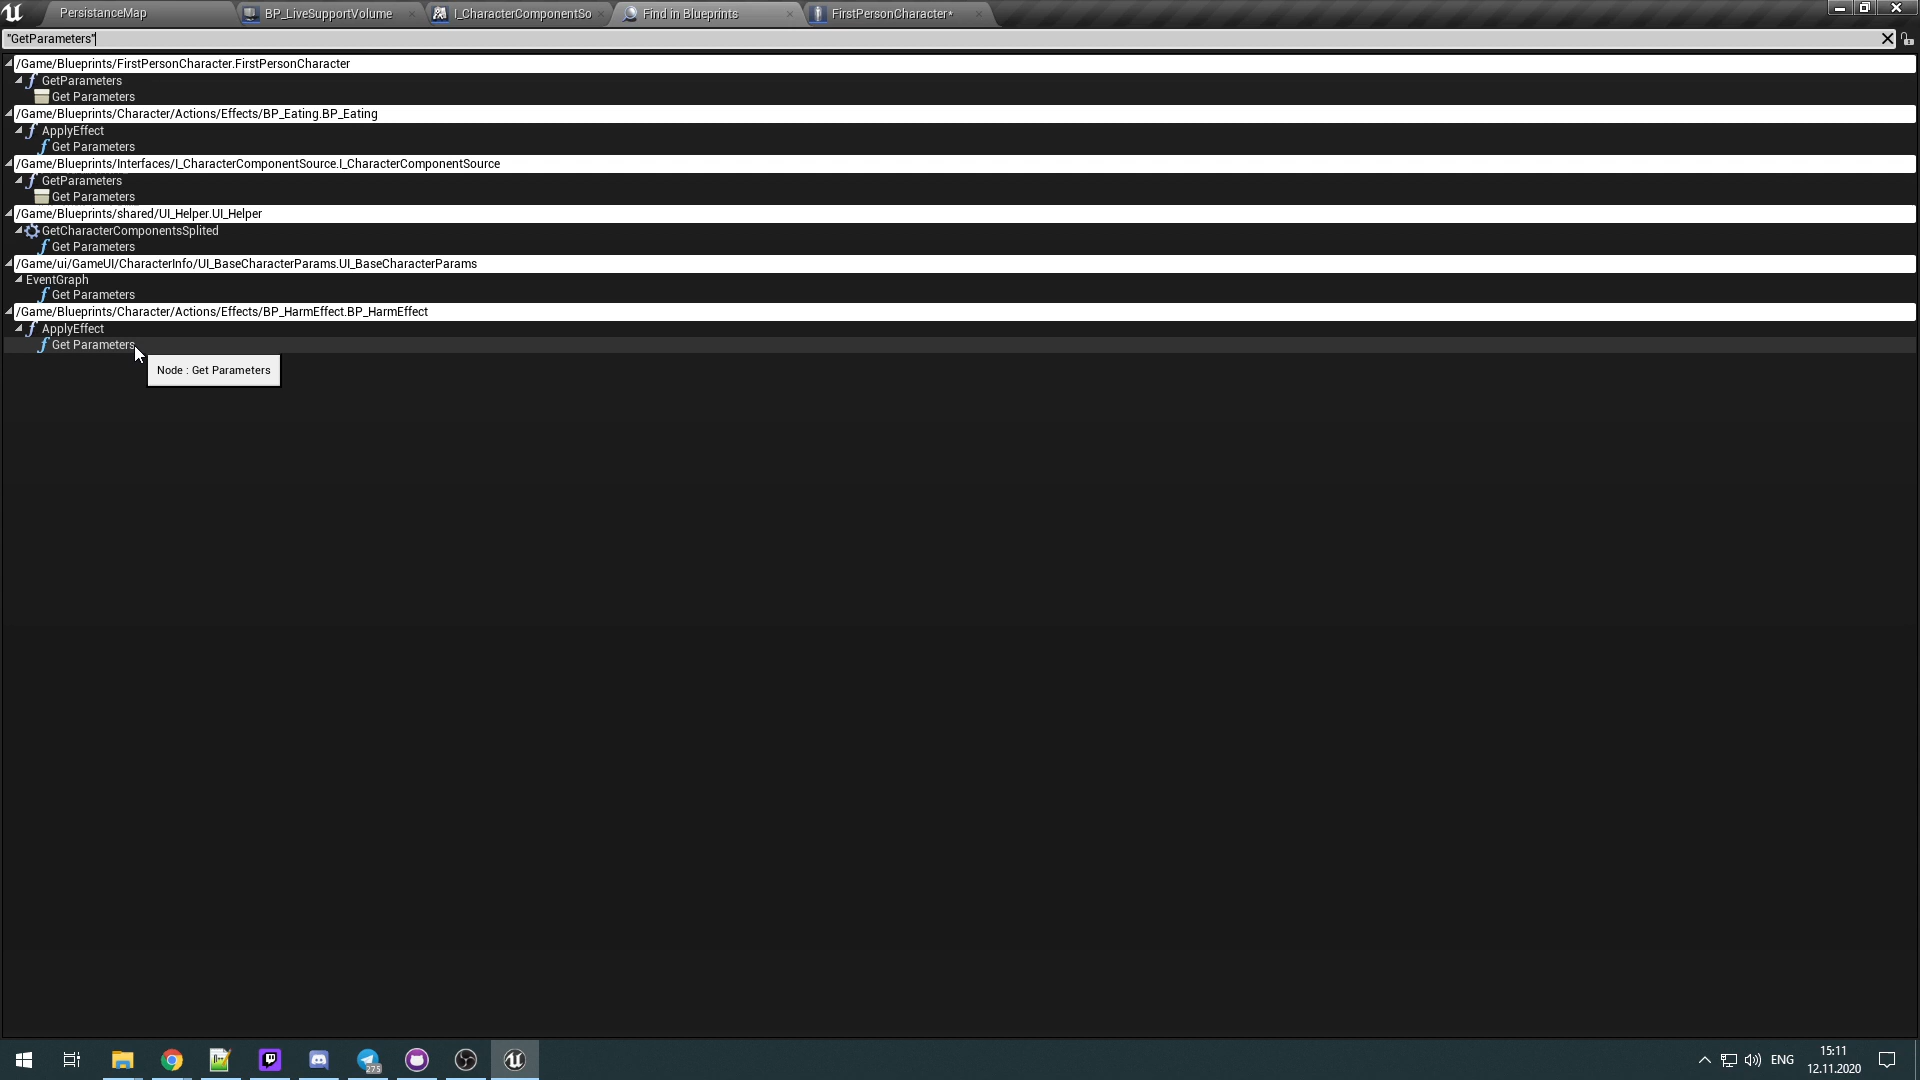 PersistanceMap BP_LiveSupportVolume I_CharacterComponentSo Find in Blueprints FirstPersonCharacter*
"GetParameters"
/Game/Blueprints/FirstPersonCharacter.FirstPersonCharacter
GetParameters
Get Parameters
/Game/Blueprints/Character/Actions/Effects/BP_Eating.BP_Eating
ApplyEffect
Get Parameters
/Game/Blueprints/Interfaces/I_CharacterComponentSource.I_CharacterComponentSource
GetParameters
Get Parameters
/Game/Blueprints/shared/UI_Helper.UI_Helper
GetCharacterComponentsSplited
Get Parameters
/Game/ui/GameUI/CharacterInfo/UI_BaseCharacterParams.UI_BaseCharacterParams
EventGraph
Get Parameters
/Game/Blueprints/Character/Actions/Effects/BP_HarmEffect.BP_HarmEffect
ApplyEffect
Get Parameters
Node : Get Parameters
275
ENG
15:11
12.11.2020